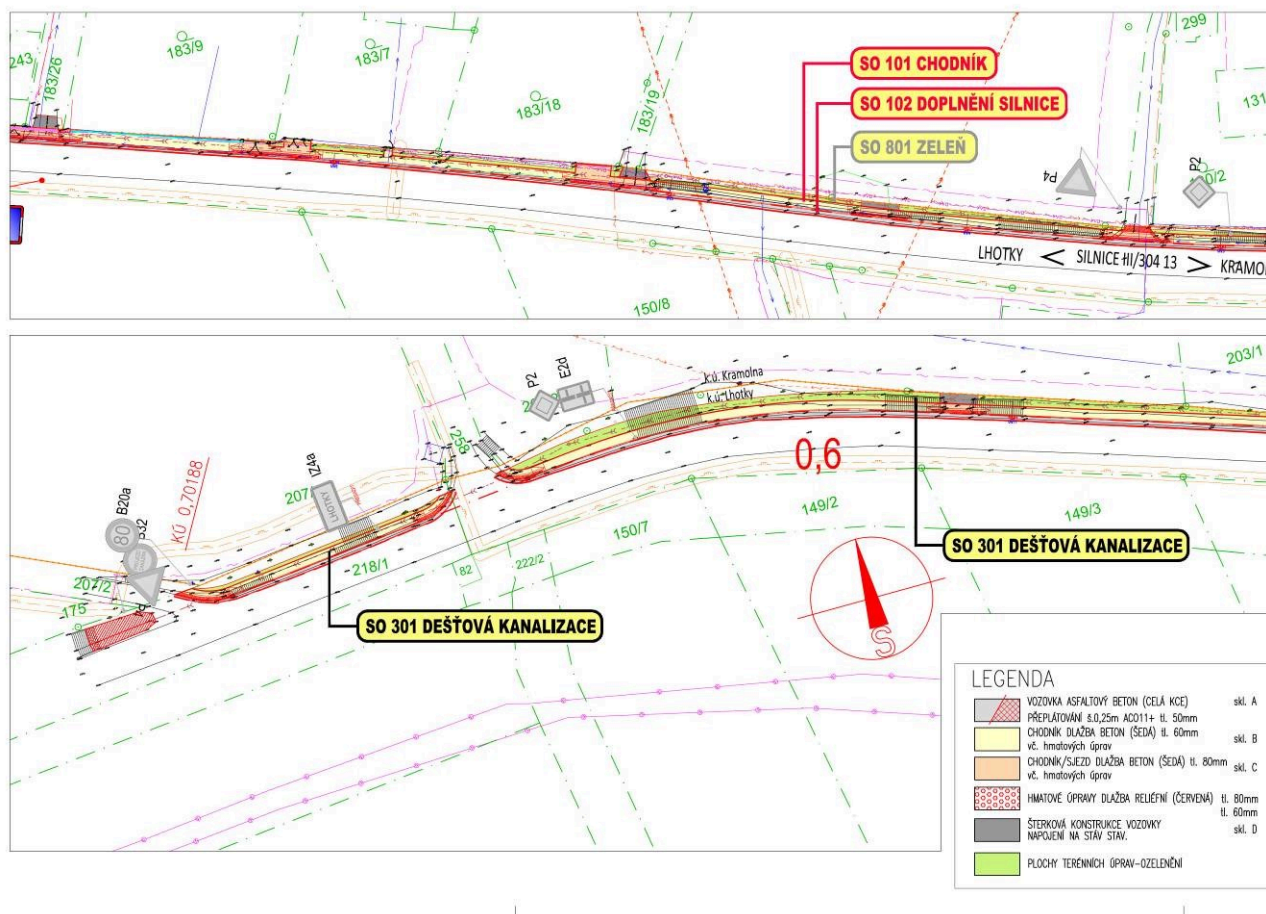 243
183/26
183/9
183/7
183/18
183/19
299
131
SO 101 CHODNÍK
SO 102 DOPLNĚNÍ SILNICE
SO 801 ZELEŇ
P4
P2
LHOTKY < SILNICE III/304 13 > KRAMOL
150/8
203/1
k.ú. Kramolna
k.ú. Lhotky
P2
E2d
258
0,6
149/2
149/3
150/7
222/2
82
218/1
KÚ 0,70188
B20a
80
IZ4a
LHOTKY
207/2
175
SO 301 DEŠŤOVÁ KANALIZACE
SO 301 DEŠŤOVÁ KANALIZACE
S
LEGENDA
VOZOVKA ASFALTOVÝ BETON (CELÁ KCE) skl. A
PŘEPLÁTOVÁNÍ š.0,25m ACO11+ tl. 50mm
CHODNÍK DLAŽBA BETON (ŠEDÁ) tl. 60mm skl. B
vč. hmatových úprav
CHODNÍK/SJEZD DLAŽBA BETON (ŠEDÁ) tl. 80mm skl. C
vč. hmatových úprav
HMATOVÉ ÚPRAVY DLAŽBA RELIÉFNÍ (ČERVENÁ) tl. 80mm
tl. 60mm
ŠTERKOVÁ KONSTRUKCE VOZOVKY skl. D
NAPOJENÍ NA STÁV STAV.
PLOCHY TERÉNNÍCH ÚPRAV-OZELENĚNÍ